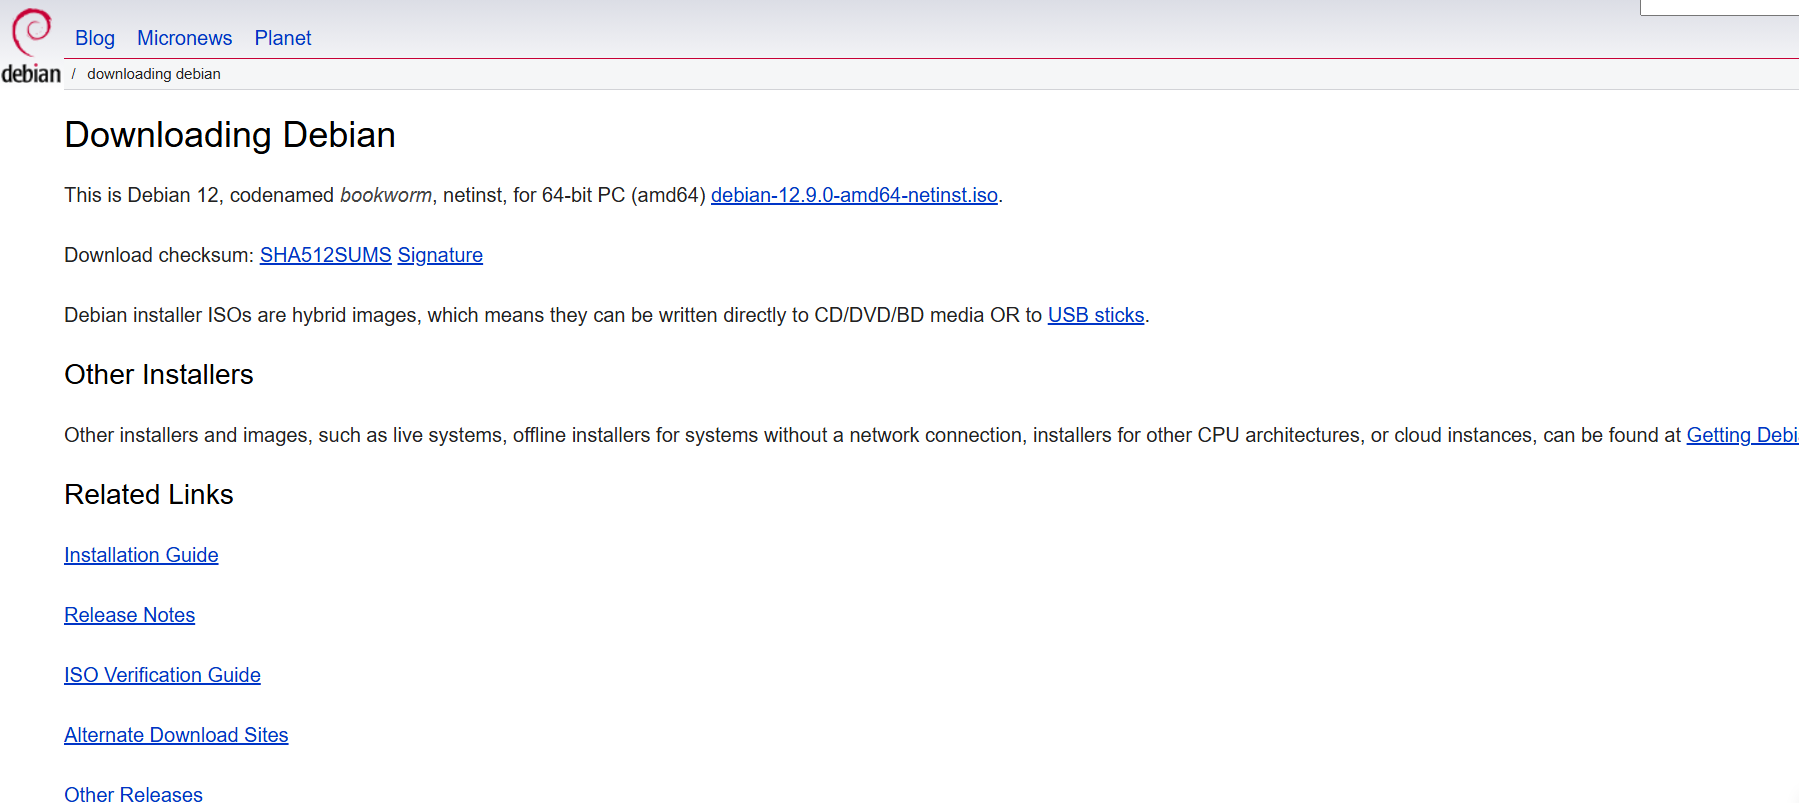 Blog Micronews Planet
debian / downloading debian
Downloading Debian
This is Debian 12, codenamed bookworm, netinst, for 64-bit PC (amd64) debian-12.9.0-amd64-netinst.iso.
Download checksum: SHA512SUMS Signature
Debian installer ISOs are hybrid images, which means they can be written directly to CD/DVD/BD media OR to USB sticks.
Other Installers
Other installers and images, such as live systems, offline installers for systems without a network connection, installers for other CPU architectures, or cloud instances, can be found at Getting Debi
Related Links
Installation Guide
Release Notes
ISO Verification Guide
Alternate Download Sites
Other Releases